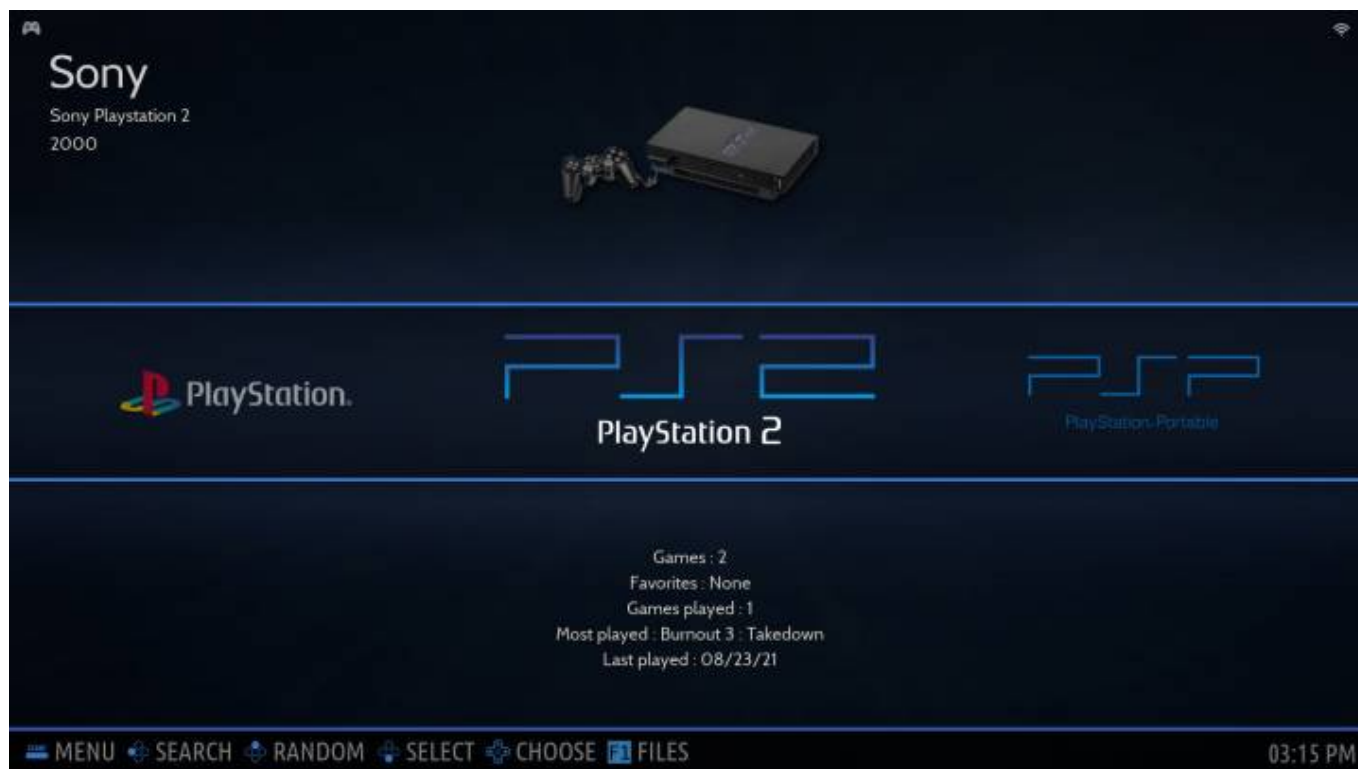 Sony
Sony Playstation 2
2000
PlayStation.
PS2
PlayStation 2
PSP
PlayStation Portable
Games : 2
Favorites : None
Games played : 1
Most played : Burnout 3 : Takedown
Last played : 08/23/21
MENU SEARCH RANDOM SELECT CHOOSE F1 FILES 03:15 PM